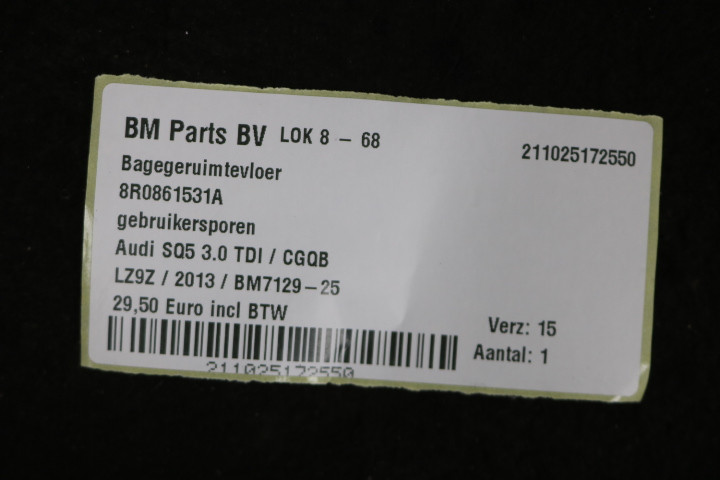 BM Parts BV LOK 8 - 68
211025172550
Bagegeruimtevloer
8R0861531A
gebruikersporen
Audi SQ5 3.0 TDI / CGQB
LZ9Z / 2013 / BM7129-25
29,50 Euro incl BTW
Verz: 15
Aantal: 1
211025172550